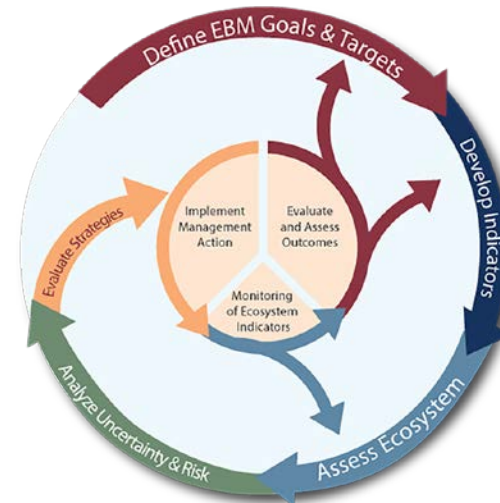 Define EBM Goals & Targets
Develop Indicators
Assess Ecosystem
Analyze Uncertainty & Risk
Evaluate Strategies
Implement
Management
Action
Evaluate
and Assess
Outcomes
Monitoring
of Ecosystem
Indicators